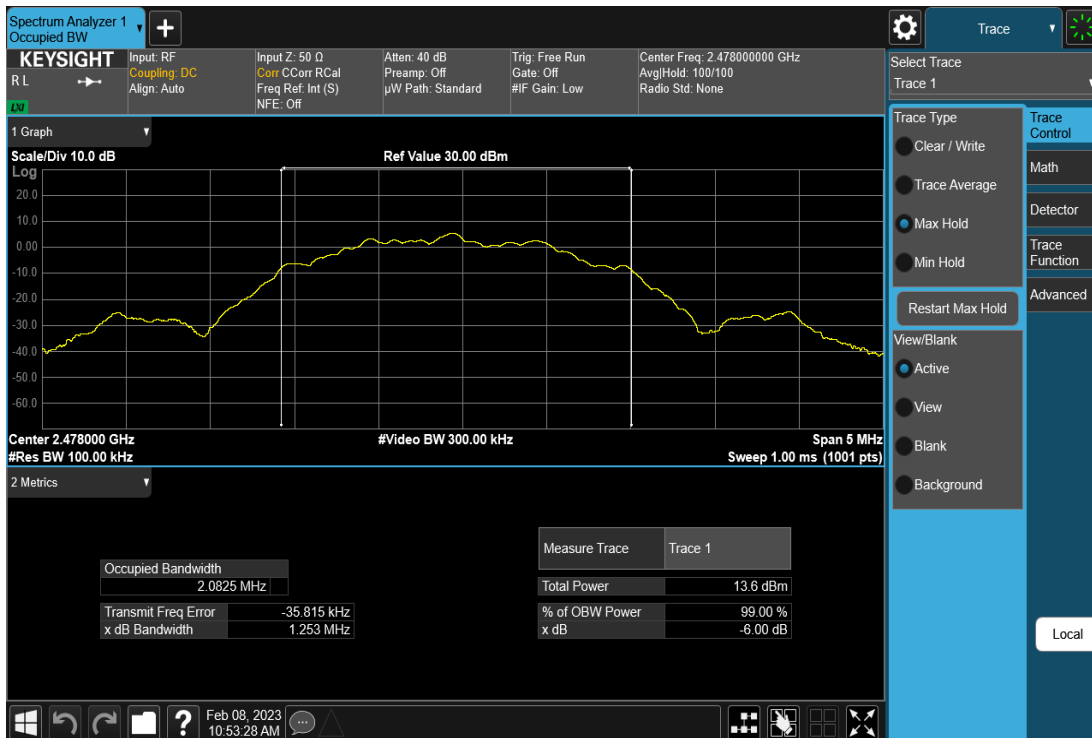 Spectrum Analyzer 1
Occupied BW
+
Trace
KEYSIGHT
R L
LXI
Input: RF
Coupling: DC
Align: Auto
Input Z: 50 Ω
Corr CCorr RCal
Freq Ref: Int (S)
NFE: Off
Atten: 40 dB
Preamp: Off
µW Path: Standard
Trig: Free Run
Gate: Off
#IF Gain: Low
Center Freq: 2.478000000 GHz
Avg|Hold: 100/100
Radio Std: None
Select Trace
Trace 1
1 Graph
Scale/Div 10.0 dB
Ref Value 30.00 dBm
Log
20.0
10.0
0.00
-10.0
-20.0
-30.0
-40.0
-50.0
-60.0
Center 2.478000 GHz
#Video BW 300.00 kHz
Span 5 MHz
#Res BW 100.00 kHz
Sweep 1.00 ms (1001 pts)
Trace Type
Clear / Write
Trace Average
Max Hold
Min Hold
Restart Max Hold
View/Blank
Active
View
Blank
Background
Trace
Control
Math
Detector
Trace
Function
Advanced
Local
2 Metrics
Occupied Bandwidth
2.0825 MHz
Transmit Freq Error -35.815 kHz
x dB Bandwidth 1.253 MHz
Measure Trace Trace 1
Total Power 13.6 dBm
% of OBW Power 99.00 %
x dB -6.00 dB
?
Feb 08, 2023
10:53:28 AM